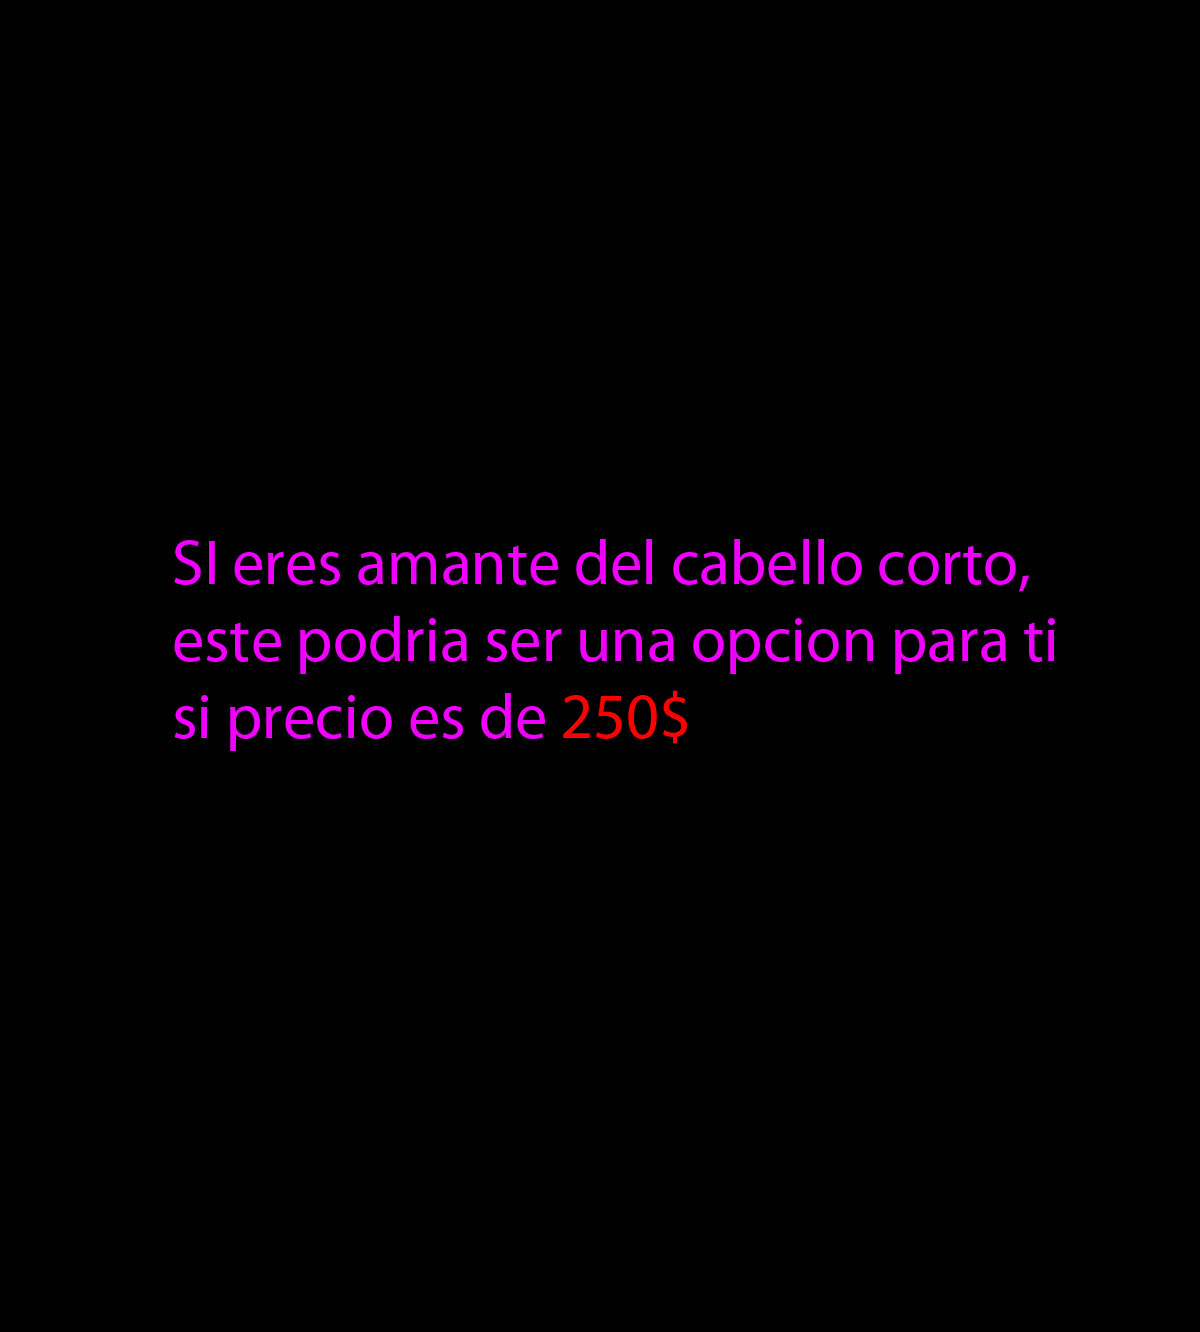 SI eres amante del cabello corto,
este podria ser una opcion para ti
si precio es de 250$